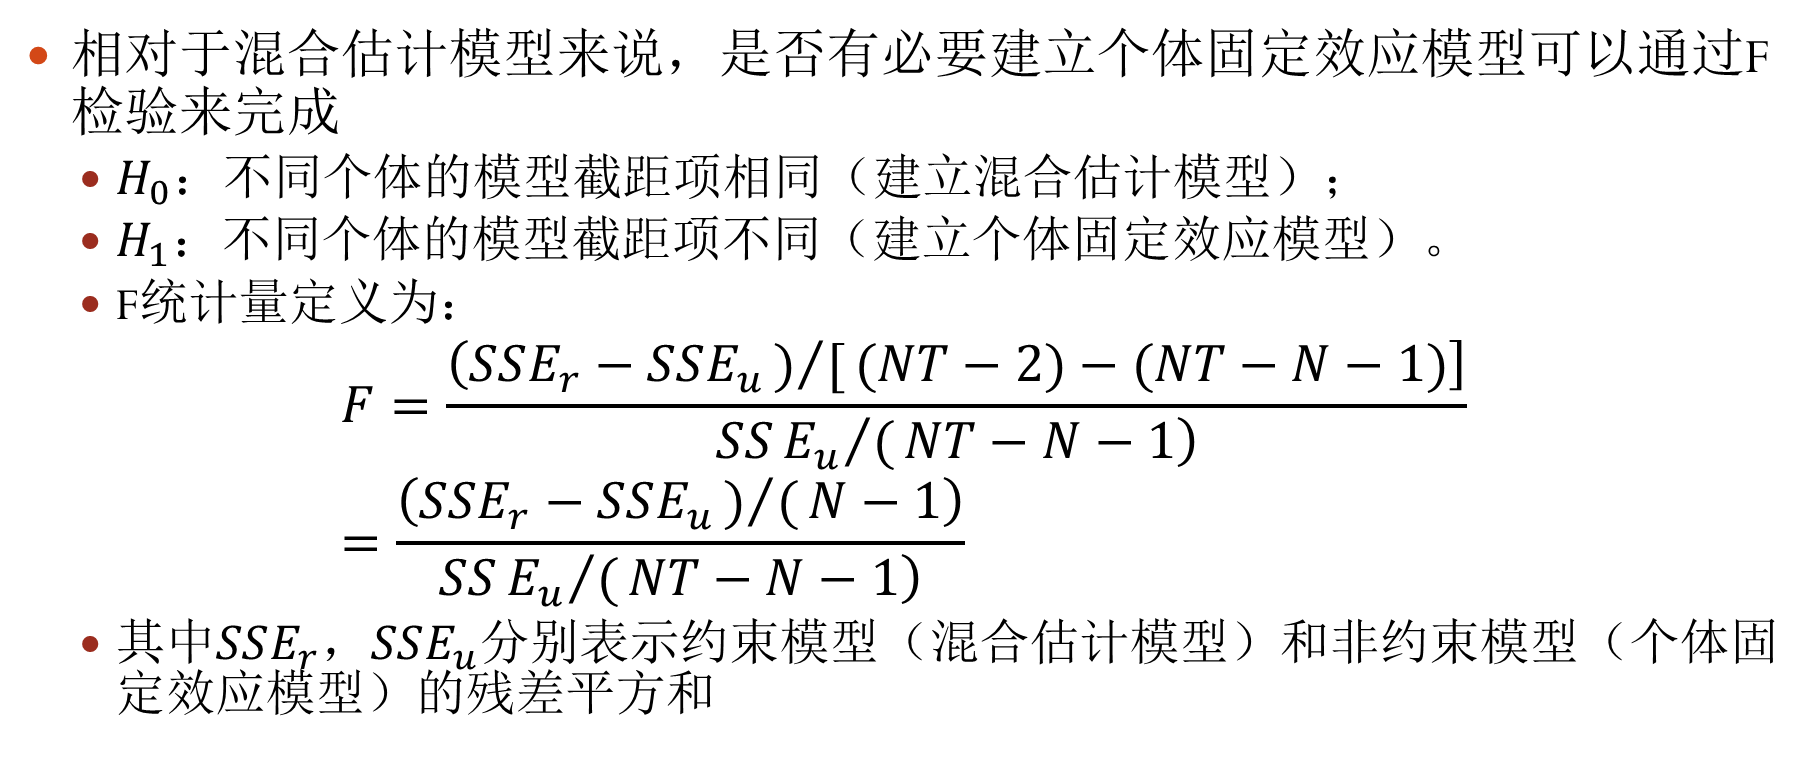 • 相对于混合估计模型来说，是否有必要建立个体固定效应模型可以通过F
检验来完成
• H₀：不同个体的模型截距项相同（建立混合估计模型）；
• H₁：不同个体的模型截距项不同（建立个体固定效应模型）。
• F统计量定义为：
F = (SSEᵣ − SSEᵤ)/[(NT − 2) − (NT − N − 1)] / SSEᵤ/(NT − N − 1)
= (SSEᵣ − SSEᵤ)/(N − 1) / SSEᵤ/(NT − N − 1)
• 其中SSEᵣ，SSEᵤ分别表示约束模型（混合估计模型）和非约束模型（个体固
定效应模型）的残差平方和